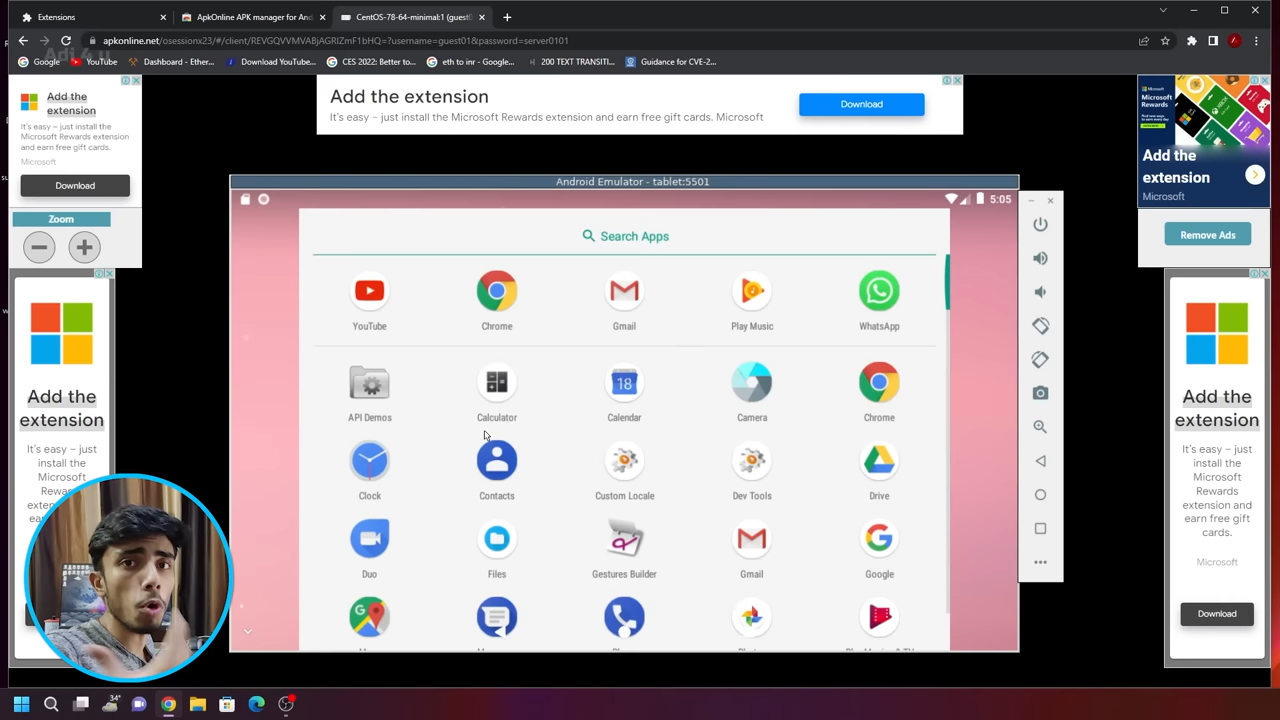 Extensions
ApkOnline APK manager for And
CentOS-78-64-minimal:1 (guest0
apkonline.net/osessionx23/#/client/REVGQVVMVABjAGRlZmF1bHQ=?username=guest01&password=server0101
Adi 4 u
Google
YouTube
Dashboard - Ether...
Download YouTube...
CES 2022: Better to...
eth to inr - Google...
200 TEXT TRANSITI...
Guidance for CVE-2...
Add the
extension
It's easy – just install the
Microsoft Rewards
extension and earn free
gift cards.
Microsoft
Download
Zoom
Add the extension
It's easy – just install the Microsoft Rewards extension and earn free gift cards. Microsoft
Download
Microsoft
Rewards
Add the
extension
Microsoft
Remove Ads
Android Emulator - tablet:5501
5:05
Search Apps
YouTube
Chrome
Gmail
Play Music
WhatsApp
API Demos
Calculator
18
Calendar
Camera
Chrome
Clock
Contacts
Custom Locale
Dev Tools
Drive
Duo
Files
Gestures Builder
Gmail
Google
Add the
extension
It's easy – just
install the
Microsoft
Add the
extension
It's easy – just
install the
Microsoft
Rewards
extension and
earn free gift
cards.
Microsoft
Download
34°